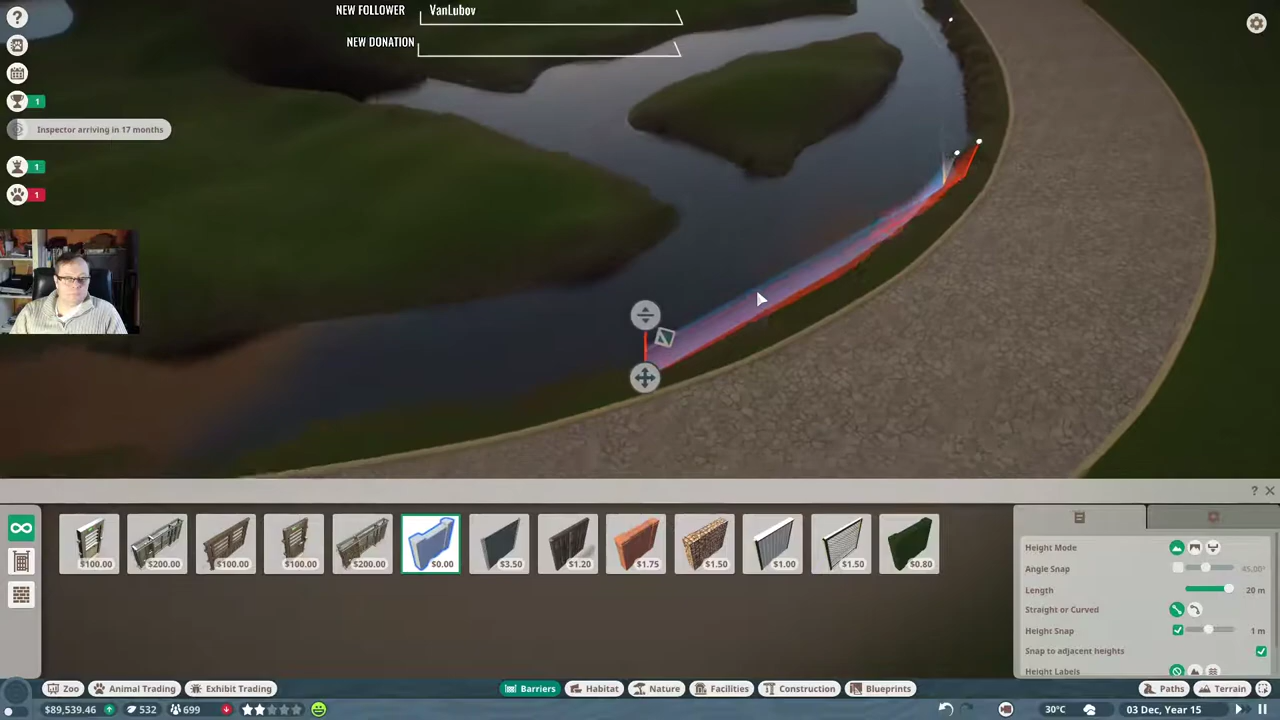 NEW FOLLOWER VanLubov
NEW DONATION
?
1
Inspector arriving in 17 months
1
1
?
$100.00 $200.00 $100.00 $100.00 $200.00 $0.00 $3.50 $1.20 $1.75 $1.50 $1.00 $1.50 $0.80
Height Mode
Angle Snap 45.00°
Length 20 m
Straight or Curved
Height Snap 1 m
Snap to adjacent heights
Height Labels
Zoo Animal Trading Exhibit Trading Barriers Habitat Nature Facilities Construction Blueprints Paths Terrain
$89,539.46 532 699 30°C 03 Dec, Year 15